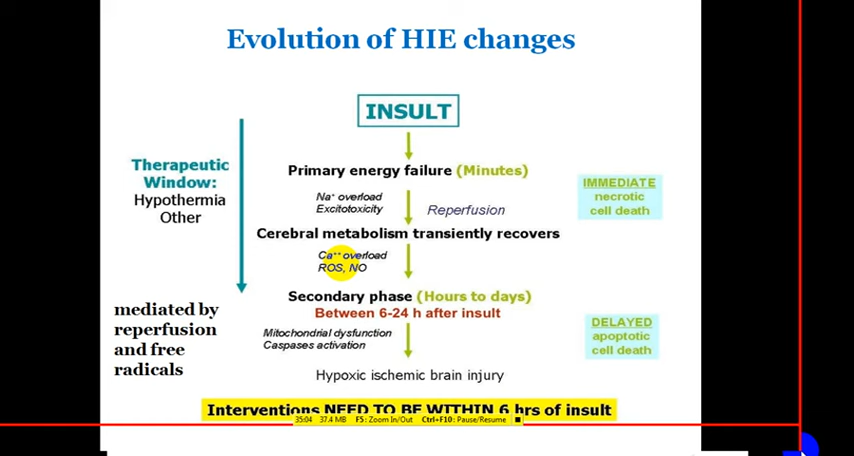 Evolution of HIE changes
INSULT
Primary energy failure (Minutes)
Therapeutic
Window:
Hypothermia
Other
Na⁺ overload
Excitotoxicity
Reperfusion
IMMEDIATE
necrotic
cell death
Cerebral metabolism transiently recovers
Ca⁺⁺ overload
ROS, NO
Secondary phase (Hours to days)
Between 6-24 h after insult
mediated by
reperfusion
and free
radicals
Mitochondrial dysfunction
Caspases activation
DELAYED
apoptotic
cell death
Hypoxic ischemic brain injury
Interventions NEED TO BE WITHIN 6 hrs of insult
35:04 37.4 MB F5: Zoom In/Out Ctrl+F10: Pause/Resume